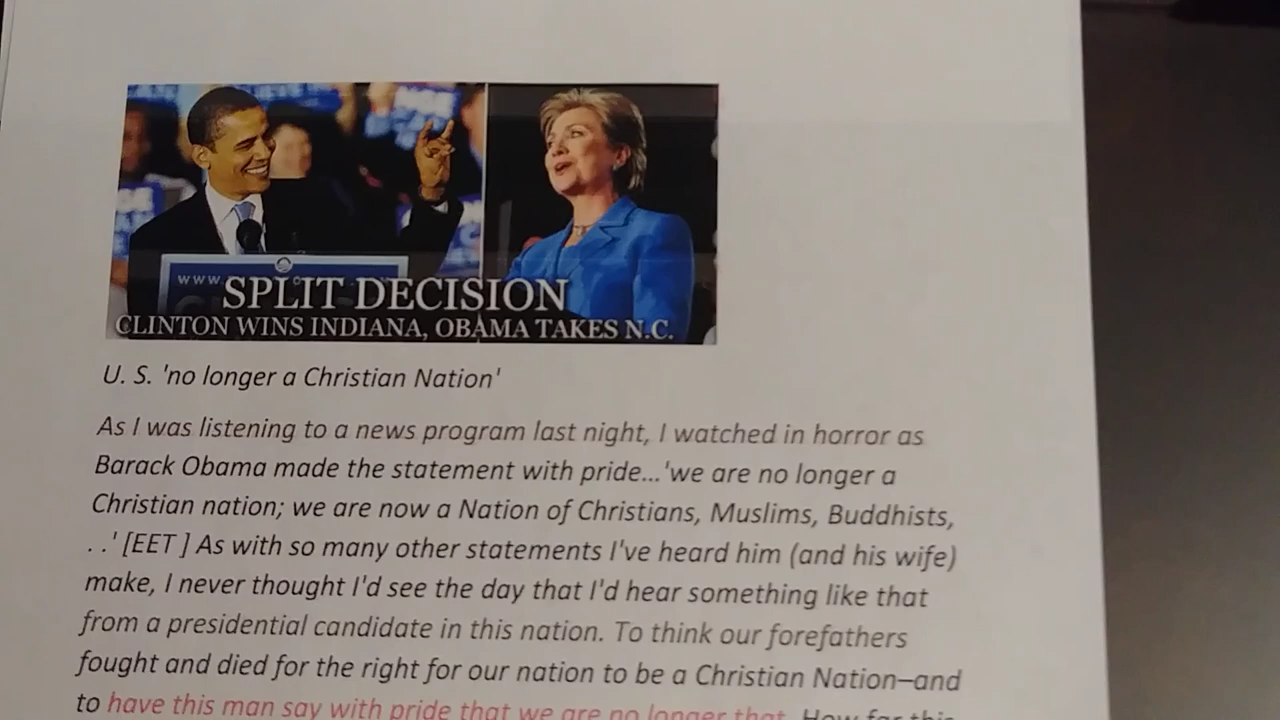 WWW.
SPLIT DECISION
CLINTON WINS INDIANA, OBAMA TAKES N.C.
U. S. 'no longer a Christian Nation'
As I was listening to a news program last night, I watched in horror as
Barack Obama made the statement with pride...'we are no longer a
Christian nation; we are now a Nation of Christians, Muslims, Buddhists,
. .' [EET ] As with so many other statements I've heard him (and his wife)
make, I never thought I'd see the day that I'd hear something like that
from a presidential candidate in this nation. To think our forefathers
fought and died for the right for our nation to be a Christian Nation—and
to have this man say with pride that we are no longer that. How far this